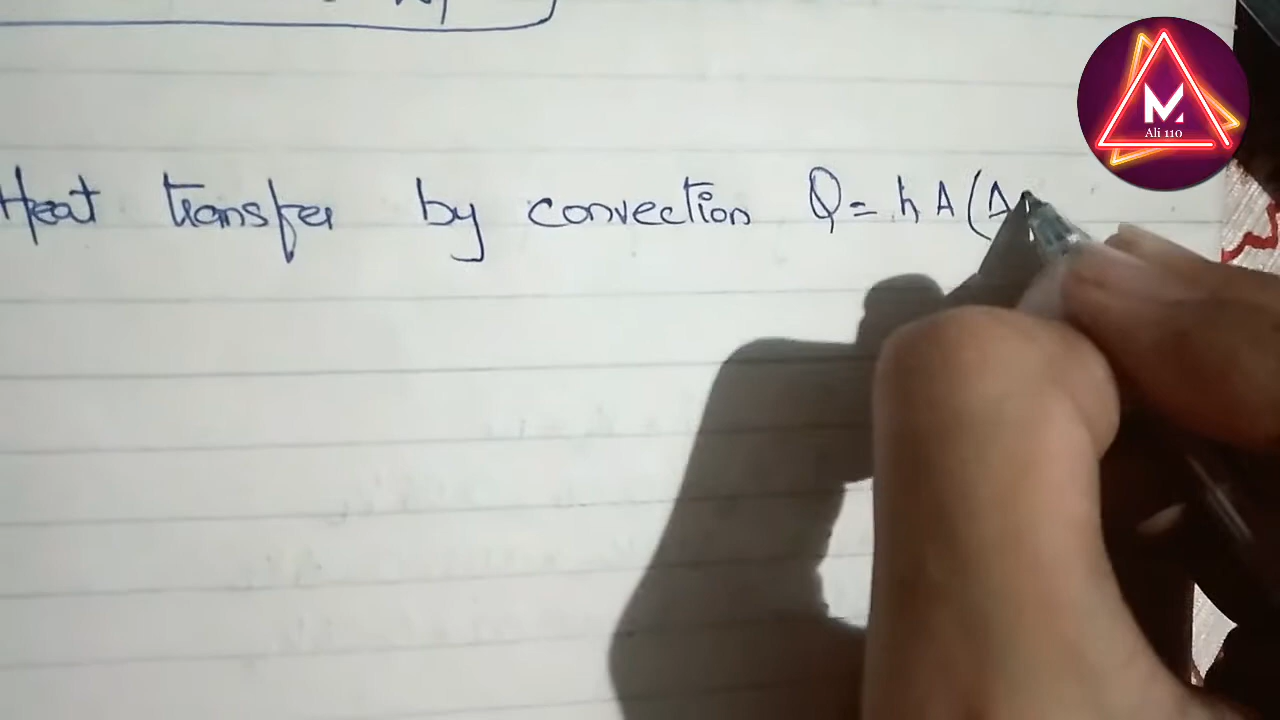 Heat transfer by convection Q = h A (Δ
M
Ali 110